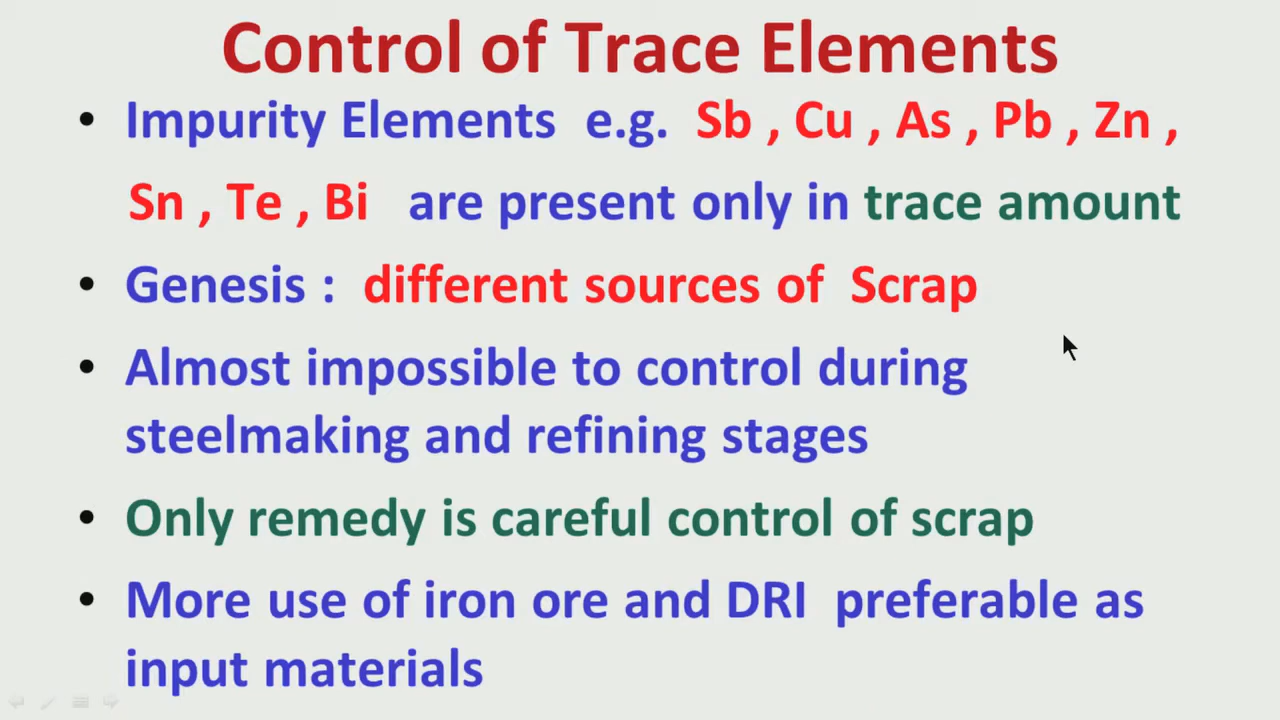 Control of Trace Elements
• Impurity Elements e.g. Sb , Cu , As , Pb , Zn ,
Sn , Te , Bi are present only in trace amount
• Genesis : different sources of Scrap
• Almost impossible to control during
steelmaking and refining stages
• Only remedy is careful control of scrap
• More use of iron ore and DRI preferable as
input materials